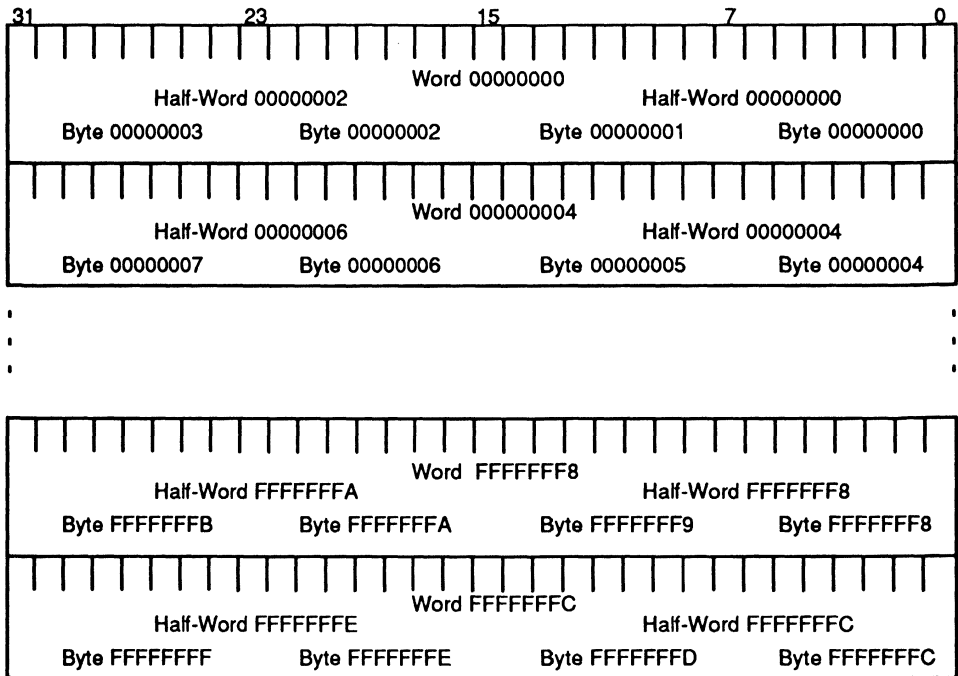 31 23 15 7 0
Word 00000000
Half-Word 00000002 Half-Word 00000000
Byte 00000003 Byte 00000002 Byte 00000001 Byte 00000000
Word 000000004
Half-Word 00000006 Half-Word 00000004
Byte 00000007 Byte 00000006 Byte 00000005 Byte 00000004
Word FFFFFFF8
Half-Word FFFFFFFA Half-Word FFFFFFF8
Byte FFFFFFFB Byte FFFFFFFA Byte FFFFFFF9 Byte FFFFFFF8
Word FFFFFFFC
Half-Word FFFFFFFE Half-Word FFFFFFFC
Byte FFFFFFFF Byte FFFFFFFE Byte FFFFFFFD Byte FFFFFFFC